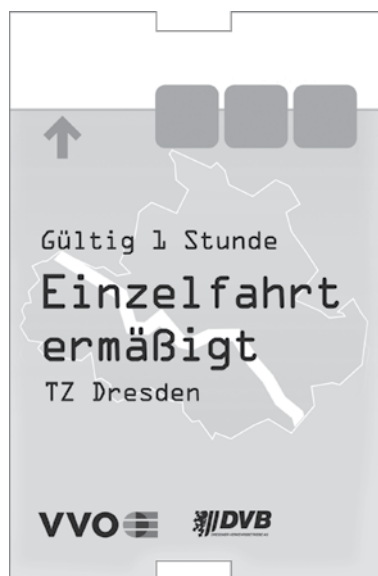 Gültig 1 Stunde
Einzelfahrt
ermäßigt
TZ Dresden
VVO DVB